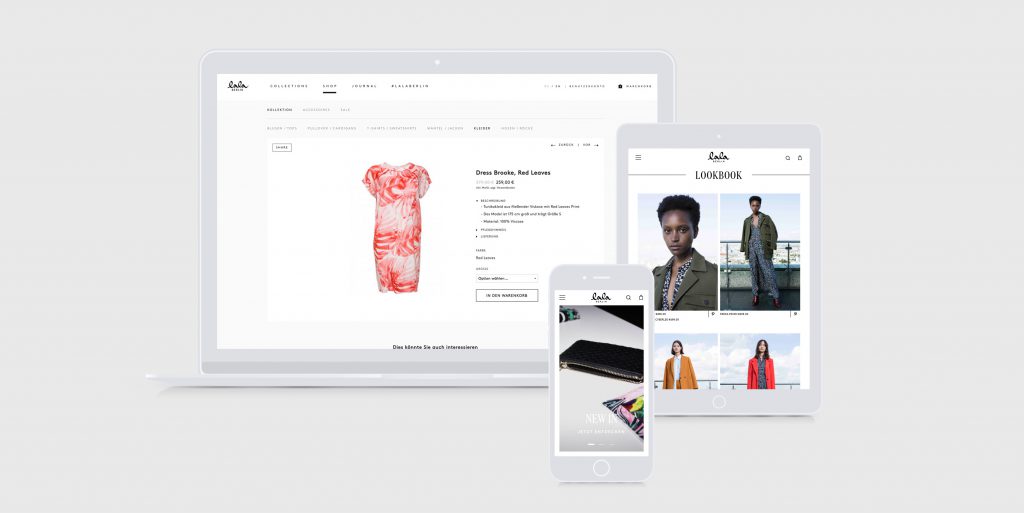 lala
BERLIN
COLLECTIONS SHOP JOURNAL #LALABERLIN
DE / EN | BENUTZERKONTO WARENKORB
KOLLEKTION ACCESSOIRES SALE
BLUSEN / TOPS PULLOVER / CARDIGANS T-SHIRTS / SWEATSHIRTS MANTEL / JACKEN KLEIDER HOSEN / RÖCKE
SHARE
← ZURÜCK | VOR →
Dress Brooke, Red Leaves
259,00 €
BESCHREIBUNG
- Tunikakleid aus fließender Viskose mit Red Leaves Print
- Das Model ist 175 cm groß und trägt Größe S
- Material: 100% Viscose
PFLEGEHINWEIS
LIEFERUNG
FARBE
Red Leaves
GRÖSSE
Option wählen ...
IN DEN WARENKORB
Dies könnte Sie auch interessieren
lala
BERLIN
LOOKBOOK
lala
BERLIN
NEW IN
JETZT ENTDECKEN